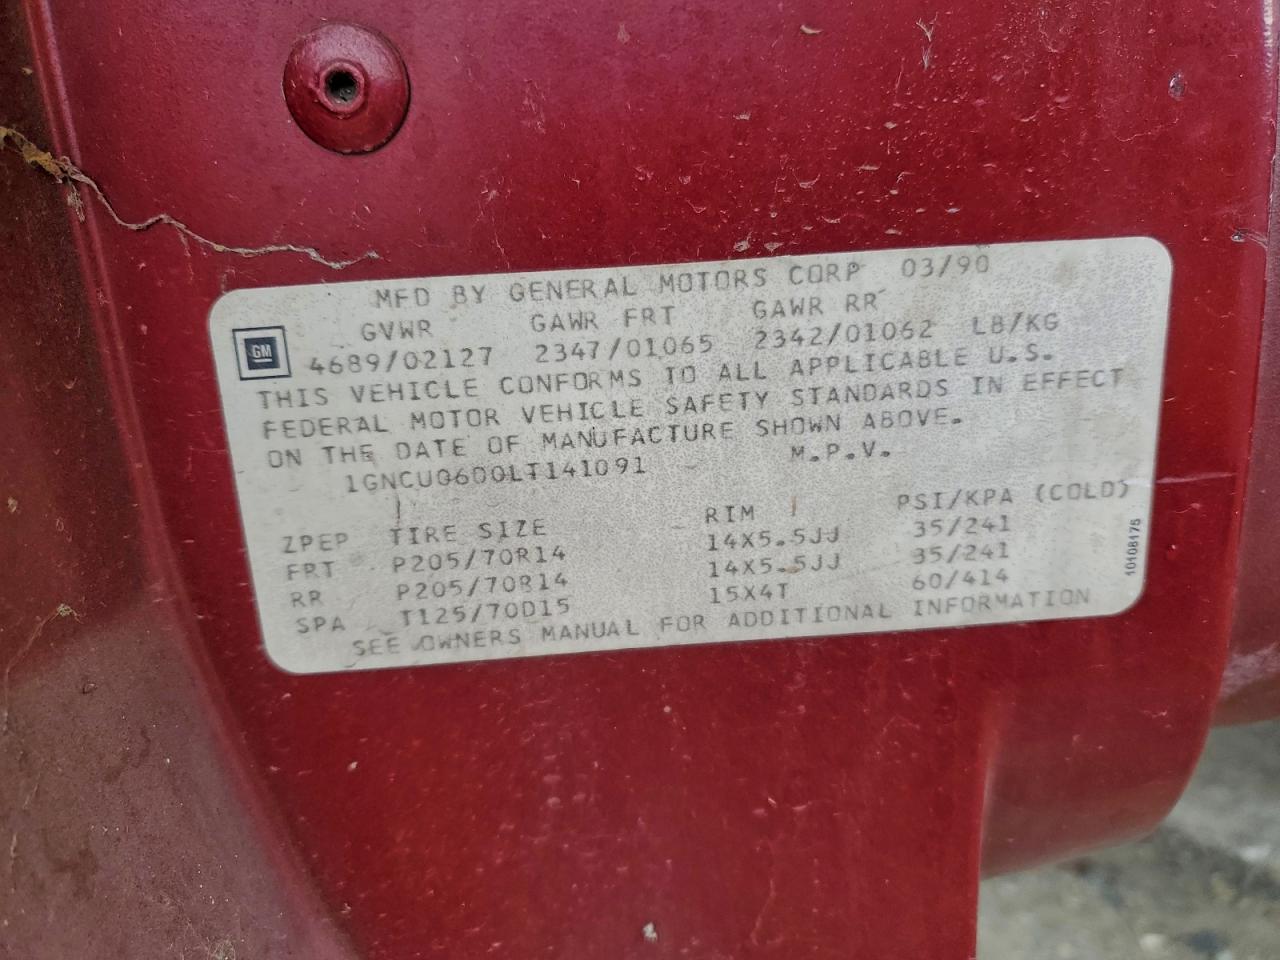 MFD BY GENERAL MOTORS CORP 03/90
GVWR GAWR FRT GAWR RR
GM
4689/02127 2347/01065 2342/01062 LB/KG
THIS VEHICLE CONFORMS TO ALL APPLICABLE U.S.
FEDERAL MOTOR VEHICLE SAFETY STANDARDS IN EFFECT
ON THE DATE OF MANUFACTURE SHOWN ABOVE.
1GNCU0600LT141091 M.P.V.
ZPEP TIRE SIZE RIM PSI/KPA (COLD)
FRT P205/70R14 14X5.5JJ 35/241
RR P205/70R14 14X5.5JJ 35/241
SPA T125/70D15 15X4T 60/414
SEE OWNERS MANUAL FOR ADDITIONAL INFORMATION
10108175